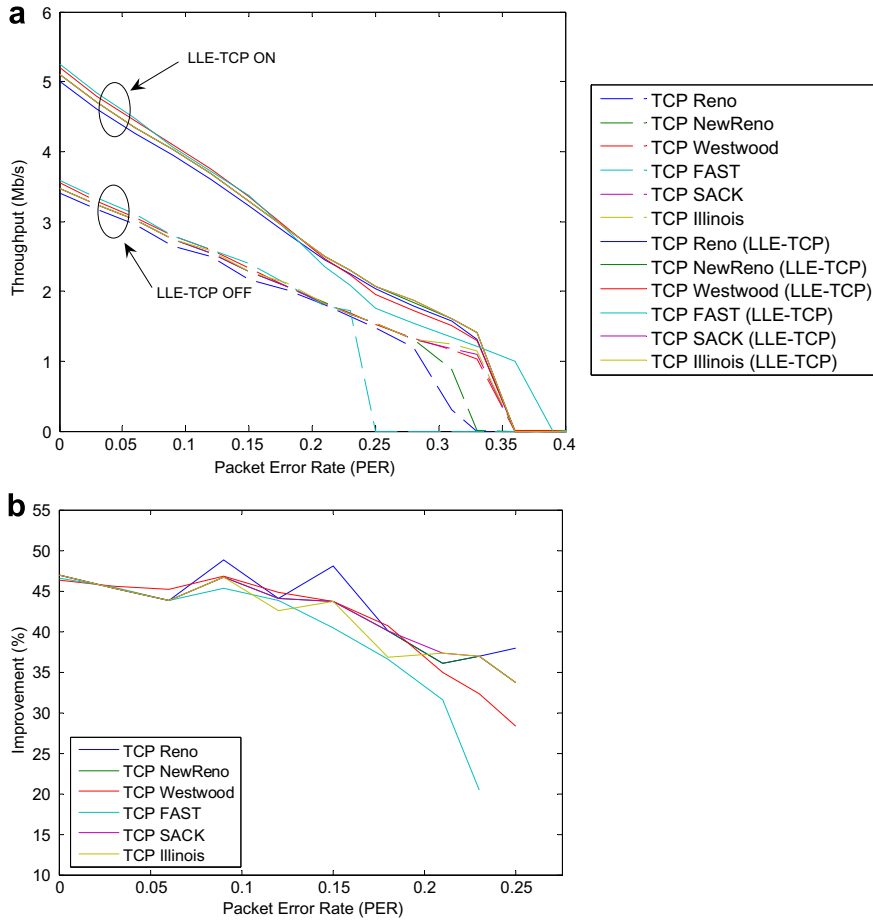 a
6
5
4
3
2
1
0
Throughput (Mb/s)
LLE-TCP ON
LLE-TCP OFF
0 0.05 0.1 0.15 0.2 0.25 0.3 0.35 0.4
Packet Error Rate (PER)
TCP Reno
TCP NewReno
TCP Westwood
TCP FAST
TCP SACK
TCP Illinois
TCP Reno (LLE-TCP)
TCP NewReno (LLE-TCP)
TCP Westwood (LLE-TCP)
TCP FAST (LLE-TCP)
TCP SACK (LLE-TCP)
TCP Illinois (LLE-TCP)
b
55
50
45
40
35
30
25
20
15
10
Improvement (%)
TCP Reno
TCP NewReno
TCP Westwood
TCP FAST
TCP SACK
TCP Illinois
0 0.05 0.1 0.15 0.2 0.25
Packet Error Rate (PER)